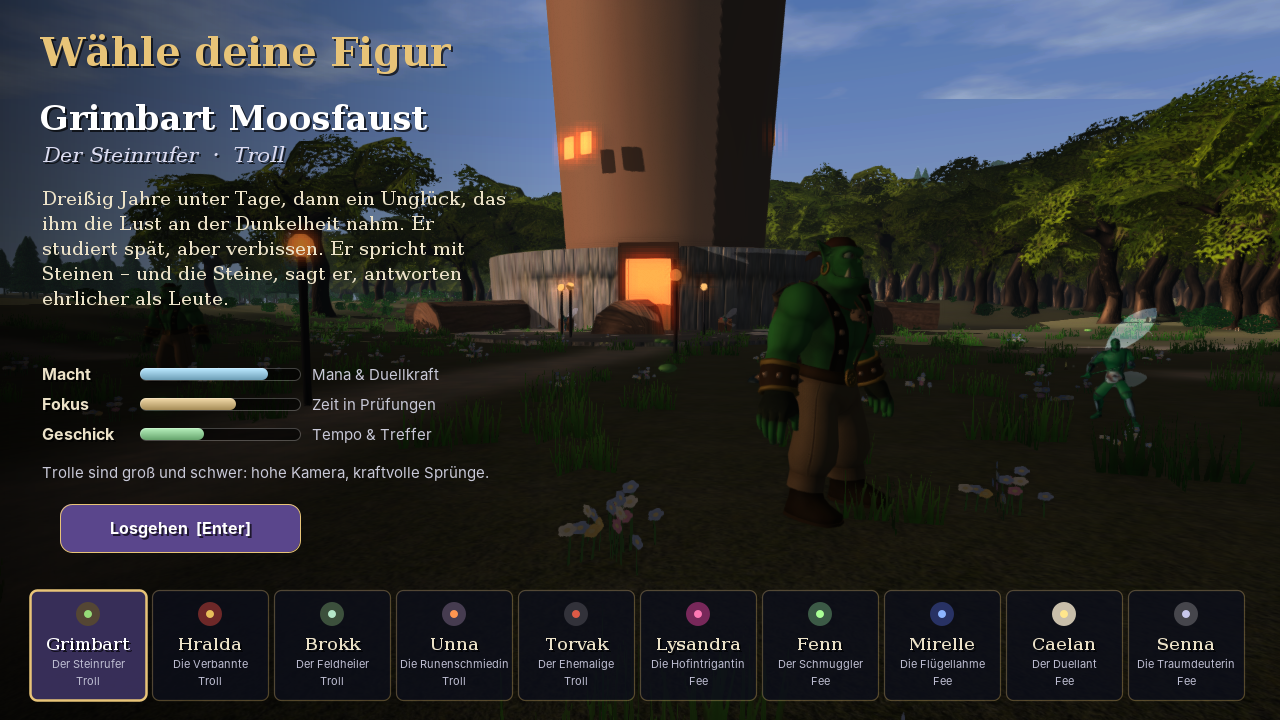 Wähle deine Figur
Grimbart Moosfaust
Der Steinrufer · Troll
Dreißig Jahre unter Tage, dann ein Unglück, das
ihm die Lust an der Dunkelheit nahm. Er
studiert spät, aber verbissen. Er spricht mit
Steinen – und die Steine, sagt er, antworten
ehrlicher als Leute.
Macht Mana & Duellkraft
Fokus Zeit in Prüfungen
Geschick Tempo & Treffer
Trolle sind groß und schwer: hohe Kamera, kraftvolle Sprünge.
Losgehen [Enter]
Grimbart
Der Steinrufer
Troll
Hralda
Die Verbannte
Troll
Brokk
Der Feldheiler
Troll
Unna
Die Runenschmiedin
Troll
Torvak
Der Ehemalige
Troll
Lysandra
Die Hofintrigantin
Fee
Fenn
Der Schmuggler
Fee
Mirelle
Die Flügellahme
Fee
Caelan
Der Duellant
Fee
Senna
Die Traumdeuterin
Fee